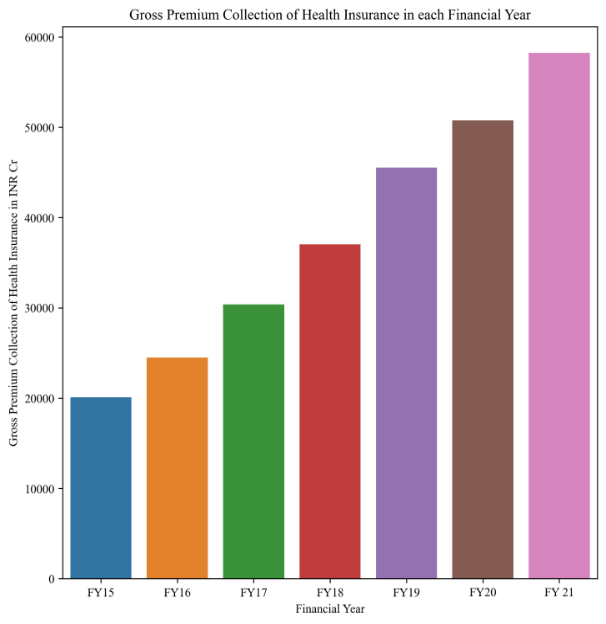 Gross Premium Collection of Health Insurance in each Financial Year
Gross Premium Collection of Health Insurance in INR Cr
60000
50000
40000
30000
20000
10000
0
FY15 FY16 FY17 FY18 FY19 FY20 FY 21
Financial Year